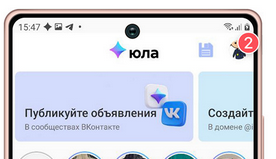 15:47
юла
2
Публикуйте объявления
В сообществах ВКонтакте
Создайт
В домене @